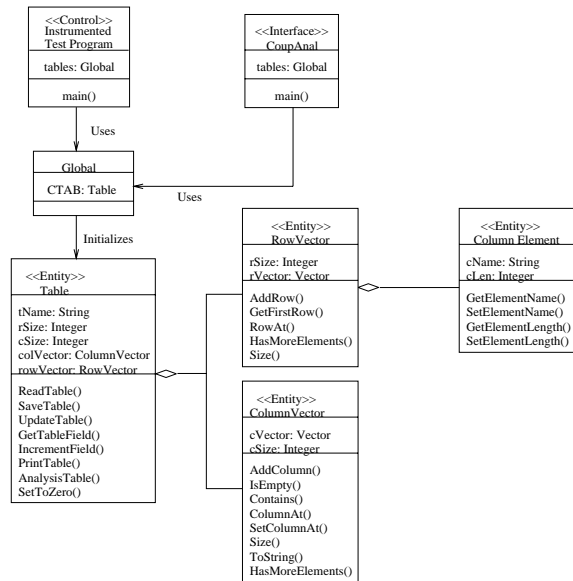 <<Control>>
Instrumented
Test Program
tables: Global
main()
<<Interface>>
CoupAnal
tables: Global
main()
Uses
Global
CTAB: Table
Uses
Initializes
<<Entity>>
Table
tName: String
rSize: Integer
cSize: Integer
colVector: ColumnVector
rowVector: RowVector
ReadTable()
SaveTable()
UpdateTable()
GetTableField()
IncrementField()
PrintTable()
AnalysisTable()
SetToZero()
<<Entity>>
RowVector
rSize: Integer
rVector: Vector
AddRow()
GetFirstRow()
RowAt()
HasMoreElements()
Size()
<<Entity>>
Column Element
cName: String
cLen: Integer
GetElementName()
SetElementName()
GetElementLength()
SetElementLength()
<<Entity>>
ColumnVector
cVector: Vector
cSize: Integer
AddColumn()
IsEmpty()
Contains()
ColumnAt()
SetColumnAt()
Size()
ToString()
HasMoreElements()